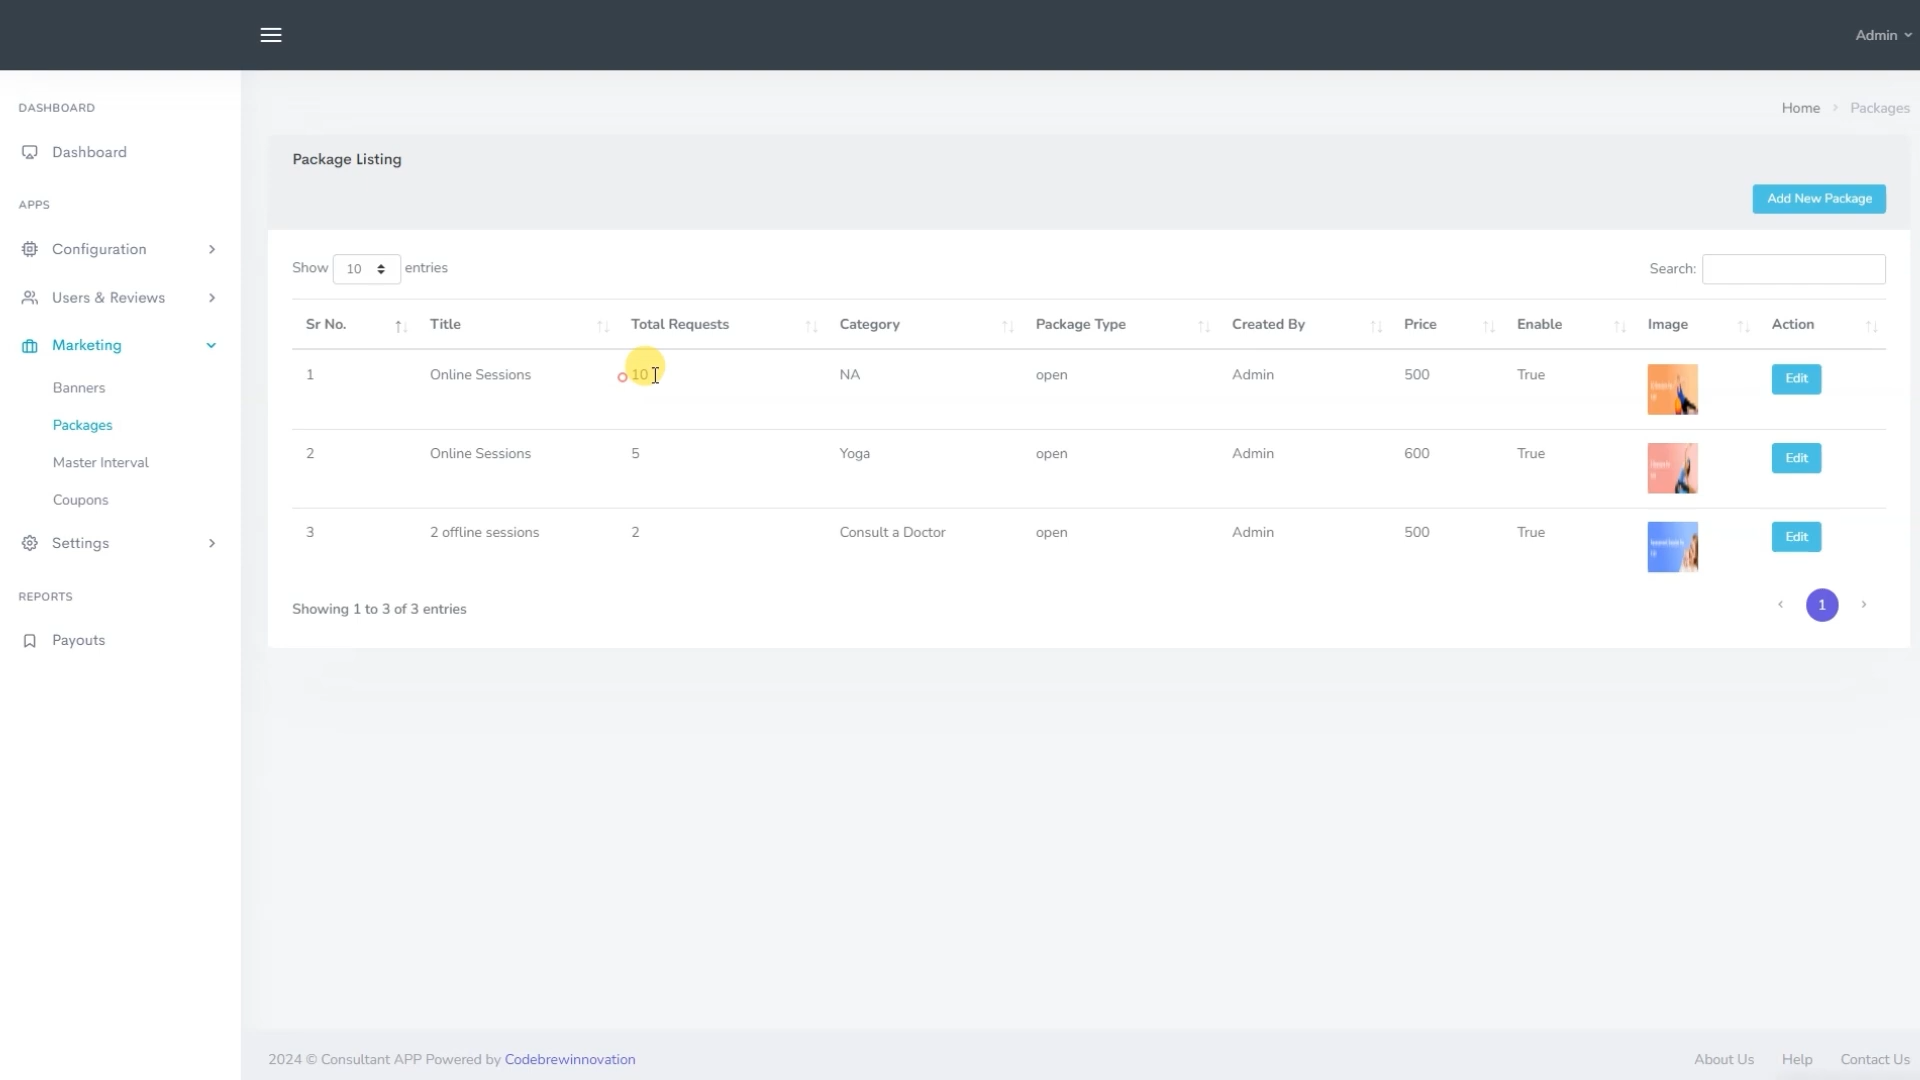 Admin
DASHBOARD
Dashboard
APPS
Configuration
Users & Reviews
Marketing
Banners
Packages
Master Interval
Coupons
Settings
REPORTS
Payouts
Home > Packages
Package Listing
Add New Package
Show 10 entries
Search:
Sr No. Title Total Requests Category Package Type Created By Price Enable Image Action
1 Online Sessions 10 NA open Admin 500 True Edit
2 Online Sessions 5 Yoga open Admin 600 True Edit
3 2 offline sessions 2 Consult a Doctor open Admin 500 True Edit
Showing 1 to 3 of 3 entries
‹ 1 ›
2024 © Consultant APP Powered by Codebrewinnovation
About Us Help Contact Us